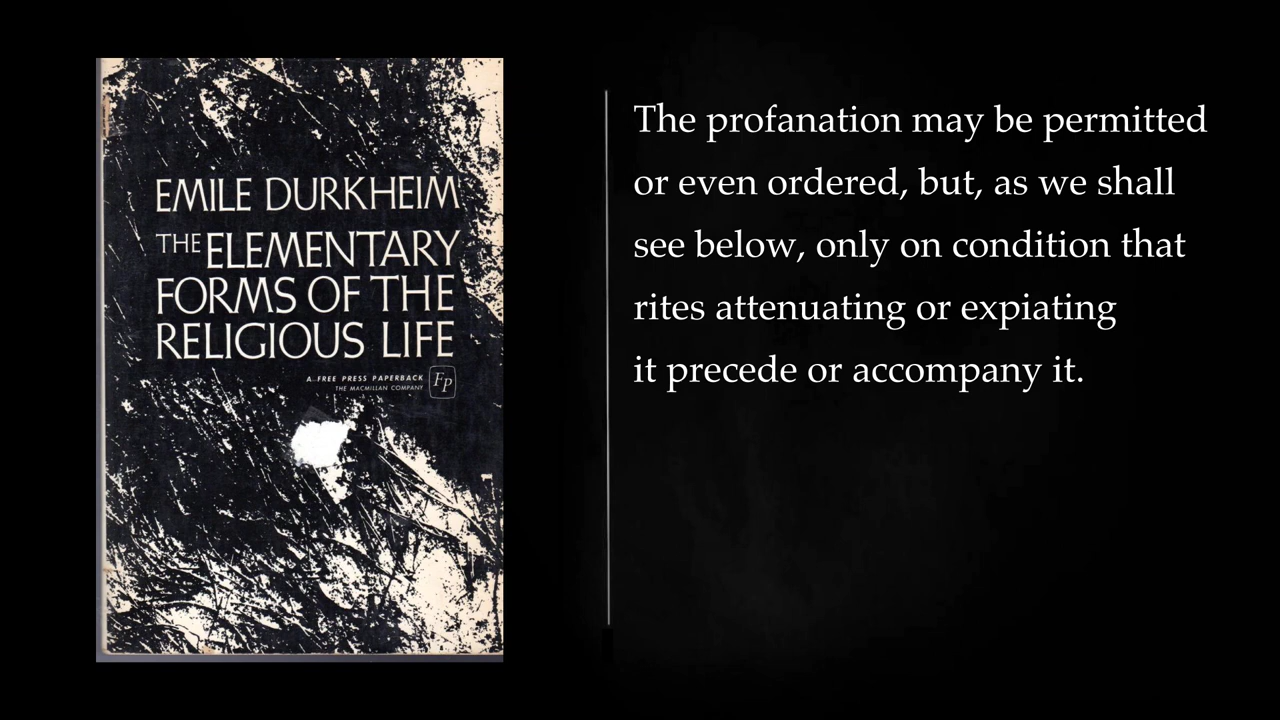 EMILE DURKHEIM
THE ELEMENTARY
FORMS OF THE
RELIGIOUS LIFE
A FREE PRESS PAPERBACK
THE MACMILLAN COMPANY
Fp
The profanation may be permitted
or even ordered, but, as we shall
see below, only on condition that
rites attenuating or expiating
it precede or accompany it.